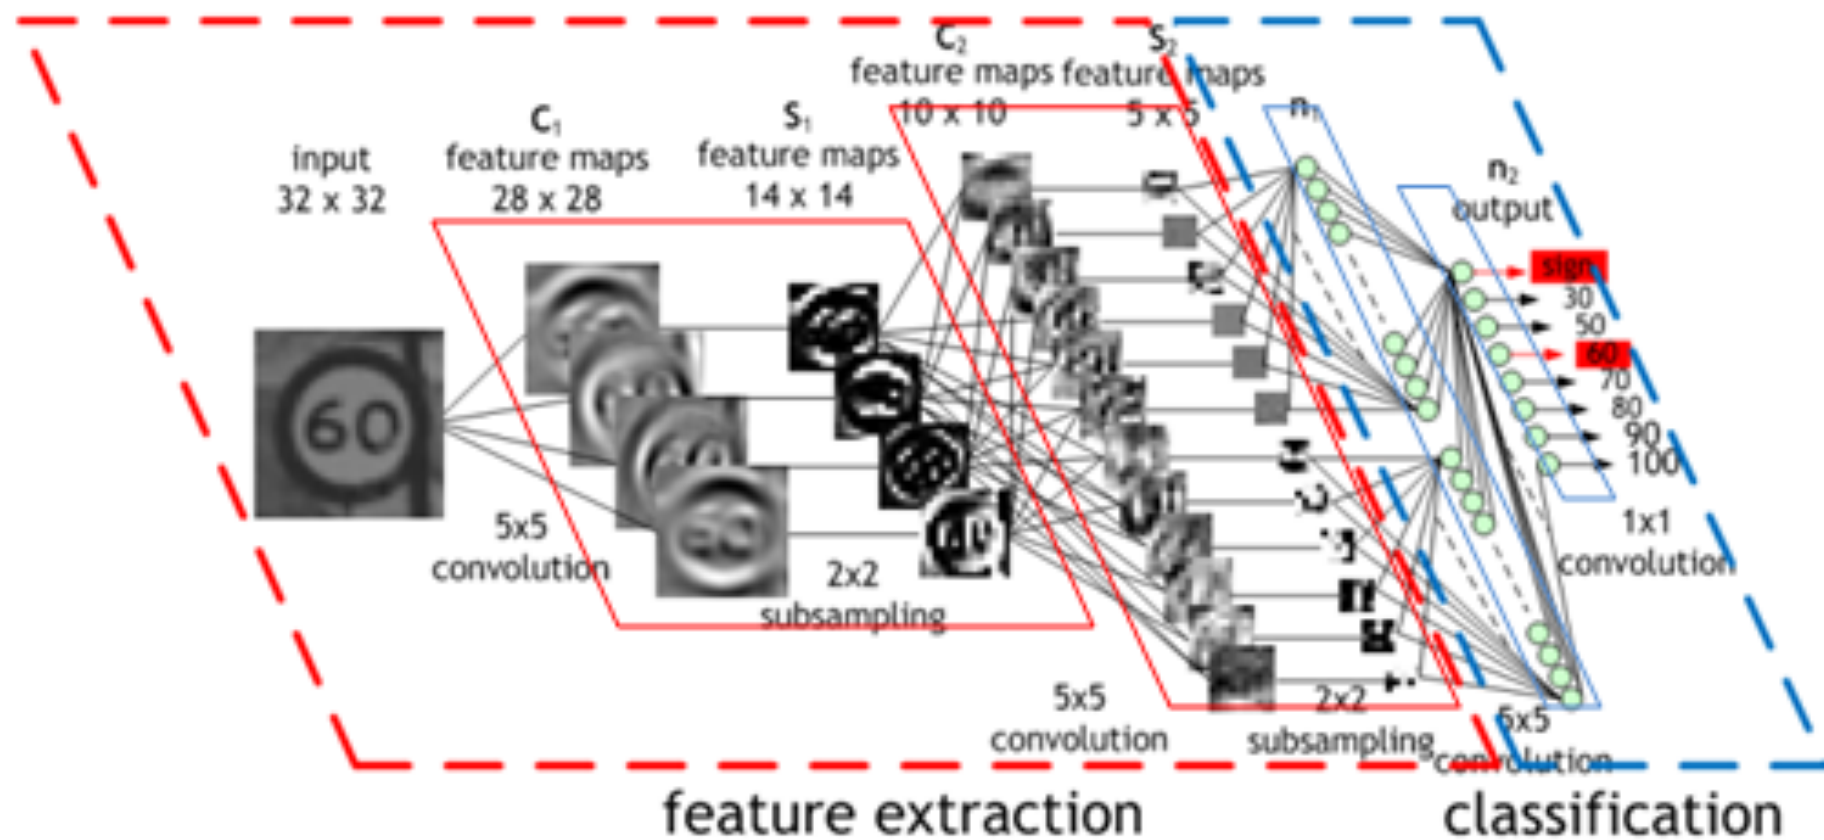 C₂
S₂
feature maps
feature maps
10 x 10
5 x 5
C₁
S₁
n₁
input
feature maps
feature maps
n₂
32 x 32
28 x 28
14 x 14
output
sign
30
50
60
70
80
90
100
60
5x5
convolution
2x2
subsampling
1x1
convolution
5x5
convolution
2x2
subsampling
5x5
convolution
feature extraction
classification